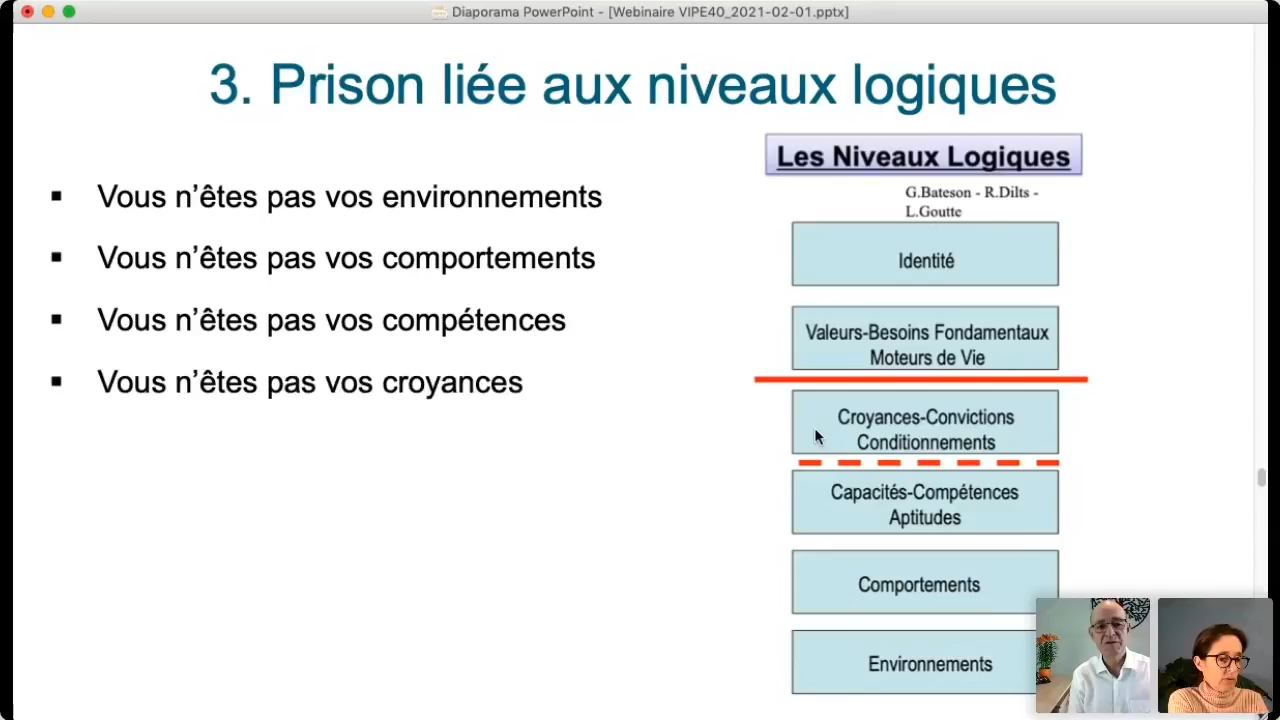 Diaporama PowerPoint - [Webinaire VIPE40_2021-02-01.pptx]
3. Prison liée aux niveaux logiques
▪ Vous n'êtes pas vos environnements
▪ Vous n'êtes pas vos comportements
▪ Vous n'êtes pas vos compétences
▪ Vous n'êtes pas vos croyances
Les Niveaux Logiques
G.Bateson - R.Dilts -
L.Goutte
Identité
Valeurs-Besoins Fondamentaux
Moteurs de Vie
Croyances-Convictions
Conditionnements
Capacités-Compétences
Aptitudes
Comportements
Environnements